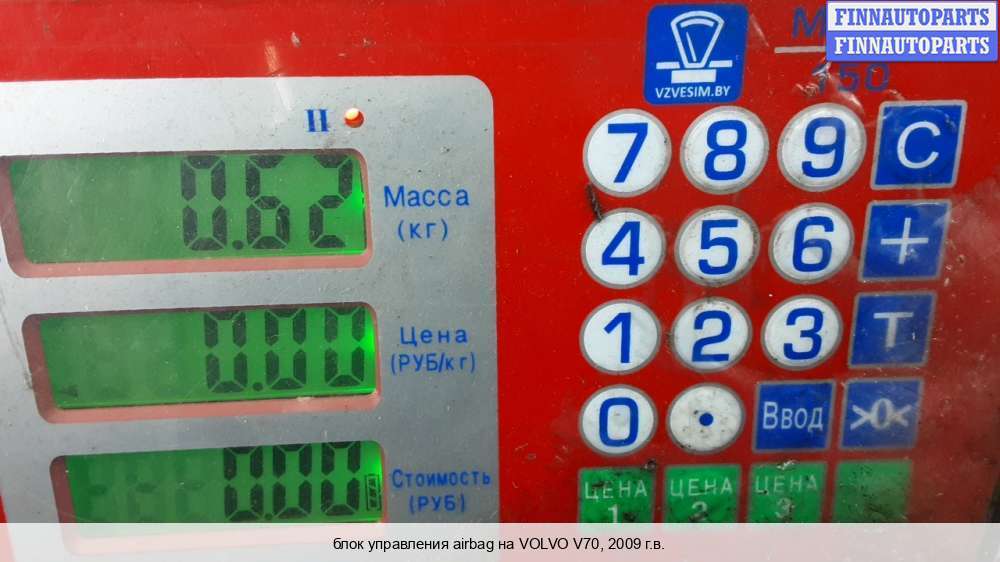 FINNAUTOPARTS
FINNAUTOPARTS
150
VZVESIM.BY
II
0.62
Масса
(кг)
0.00
Цена
(РУБ/кг)
0.00
Стоимость
(РУБ)
7 8 9 C
4 5 6 +
1 2 3 T
0 . Ввод >0<
ЦЕНА 1
ЦЕНА 2
ЦЕНА 3
блок управления airbag на VOLVO V70, 2009 г.в.